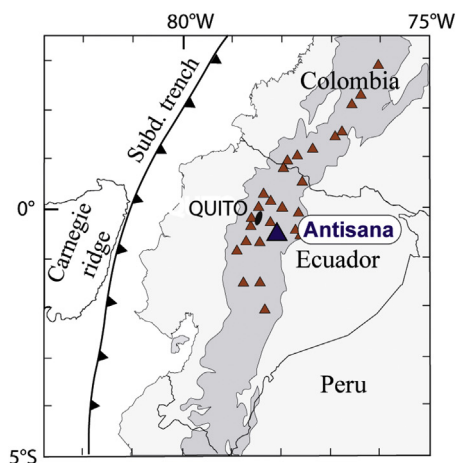 80°W
75°W
Colombia
Subd. trench
QUITO
0°
Antisana
Carnegie
ridge
Ecuador
Peru
5°S